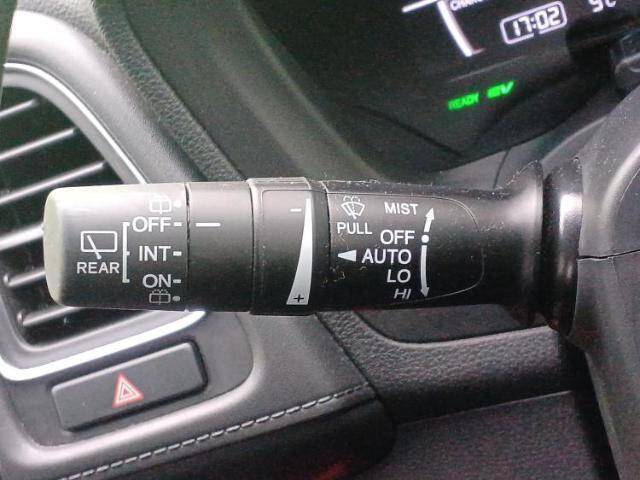 17:02
READY EV
OFF
INT
ON
REAR
-
+
PULL
MIST
OFF
AUTO
LO
HI